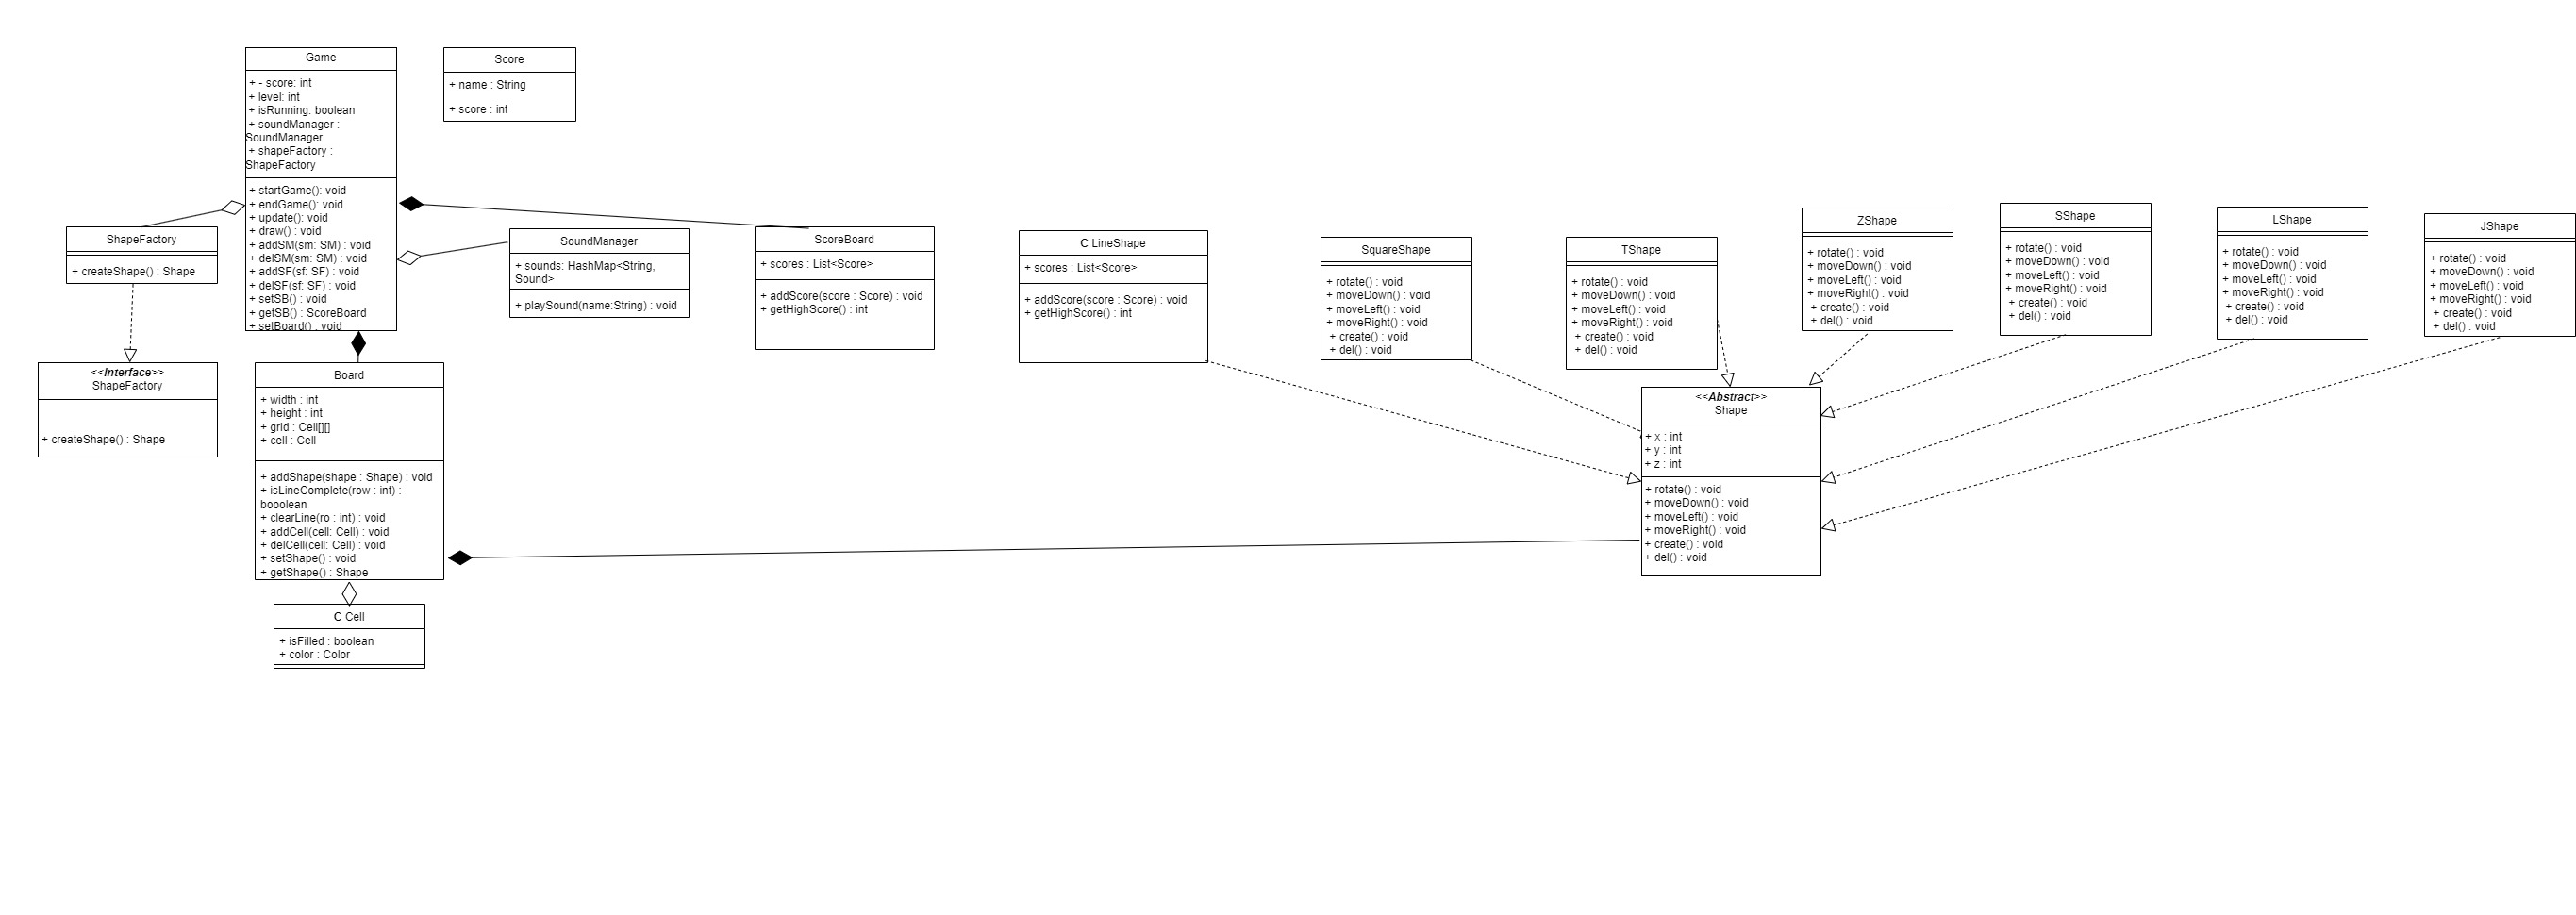 Game
+ - score: int
+ level: int
+ isRunning: boolean
+ soundManager :
SoundManager
+ shapeFactory :
ShapeFactory
+ startGame(): void
+ endGame(): void
+ update(): void
+ draw() : void
+ addSM(sm: SM) : void
+ delSM(sm: SM) : void
+ addSF(sf: SF) : void
+ delSF(sf: SF) : void
+ setSB() : void
+ getSB() : ScoreBoard
+ setBoard() : void
Score
+ name : String
+ score : int
ShapeFactory
+ createShape() : Shape
<<Interface>>
ShapeFactory
+ createShape() : Shape
SoundManager
+ sounds: HashMap<String,
Sound>
+ playSound(name:String) : void
ScoreBoard
+ scores : List<Score>
+ addScore(score : Score) : void
+ getHighScore() : int
Board
+ width : int
+ height : int
+ grid : Cell[][]
+ cell : Cell
+ addShape(shape : Shape) : void
+ isLineComplete(row : int) :
booolean
+ clearLine(ro : int) : void
+ addCell(cell: Cell) : void
+ delCell(cell: Cell) : void
+ setShape() : void
+ getShape() : Shape
C Cell
+ isFilled : boolean
+ color : Color
C LineShape
+ scores : List<Score>
+ addScore(score : Score) : void
+ getHighScore() : int
SquareShape
+ rotate() : void
+ moveDown() : void
+ moveLeft() : void
+ moveRight() : void
+ create() : void
+ del() : void
TShape
+ rotate() : void
+ moveDown() : void
+ moveLeft() : void
+ moveRight() : void
+ create() : void
+ del() : void
ZShape
+ rotate() : void
+ moveDown() : void
+ moveLeft() : void
+ moveRight() : void
+ create() : void
+ del() : void
SShape
+ rotate() : void
+ moveDown() : void
+ moveLeft() : void
+ moveRight() : void
+ create() : void
+ del() : void
LShape
+ rotate() : void
+ moveDown() : void
+ moveLeft() : void
+ moveRight() : void
+ create() : void
+ del() : void
JShape
+ rotate() : void
+ moveDown() : void
+ moveLeft() : void
+ moveRight() : void
+ create() : void
+ del() : void
<<Abstract>>
Shape
+ x : int
+ y : int
+ z : int
+ rotate() : void
+ moveDown() : void
+ moveLeft() : void
+ moveRight() : void
+ create() : void
+ del() : void